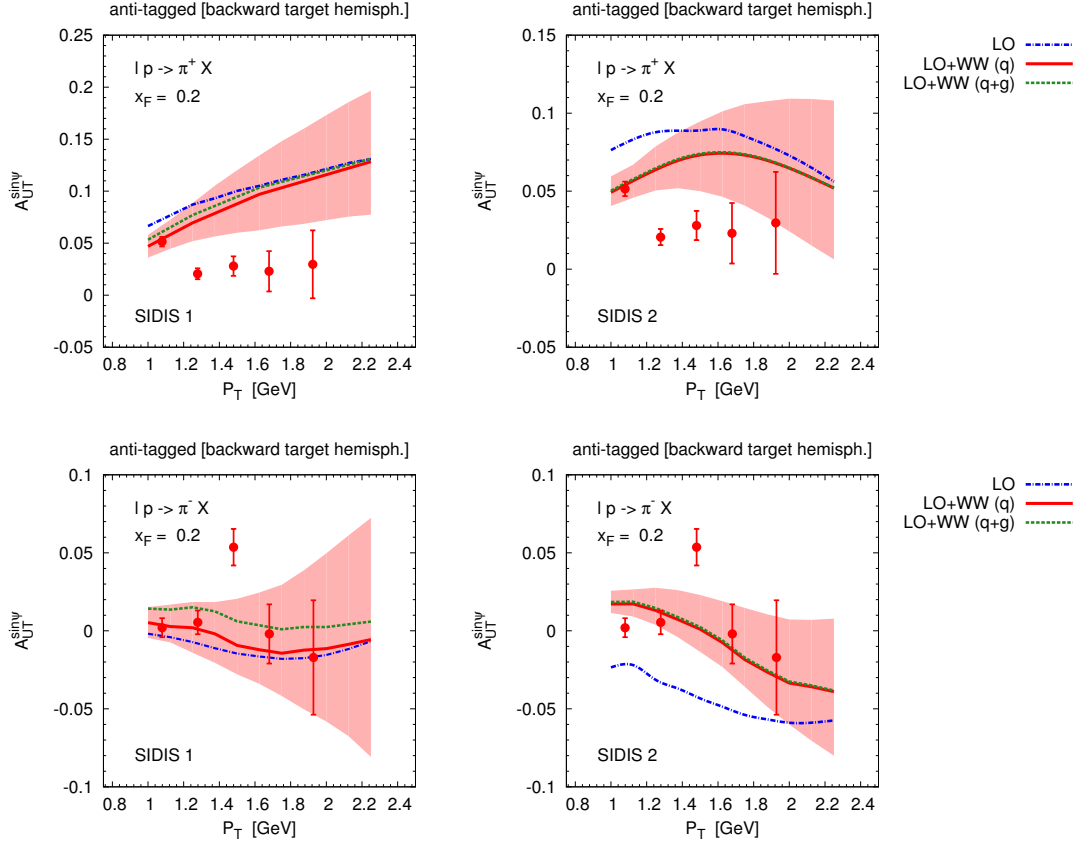 anti-tagged [backward target hemisph.]
A_UT^sinψ
0.25
0.2
0.15
0.1
0.05
0
-0.05
l p -> π+ X
x_F = 0.2
SIDIS 1
0.8 1 1.2 1.4 1.6 1.8 2 2.2 2.4
P_T [GeV]
anti-tagged [backward target hemisph.]
A_UT^sinψ
0.15
0.1
0.05
0
-0.05
l p -> π+ X
x_F = 0.2
SIDIS 2
0.8 1 1.2 1.4 1.6 1.8 2 2.2 2.4
P_T [GeV]
LO
LO+WW (q)
LO+WW (q+g)
anti-tagged [backward target hemisph.]
A_UT^sinψ
0.1
0.05
0
-0.05
-0.1
l p -> π- X
x_F = 0.2
SIDIS 1
0.8 1 1.2 1.4 1.6 1.8 2 2.2 2.4
P_T [GeV]
anti-tagged [backward target hemisph.]
A_UT^sinψ
0.1
0.05
0
-0.05
-0.1
l p -> π- X
x_F = 0.2
SIDIS 2
0.8 1 1.2 1.4 1.6 1.8 2 2.2 2.4
P_T [GeV]
LO
LO+WW (q)
LO+WW (q+g)